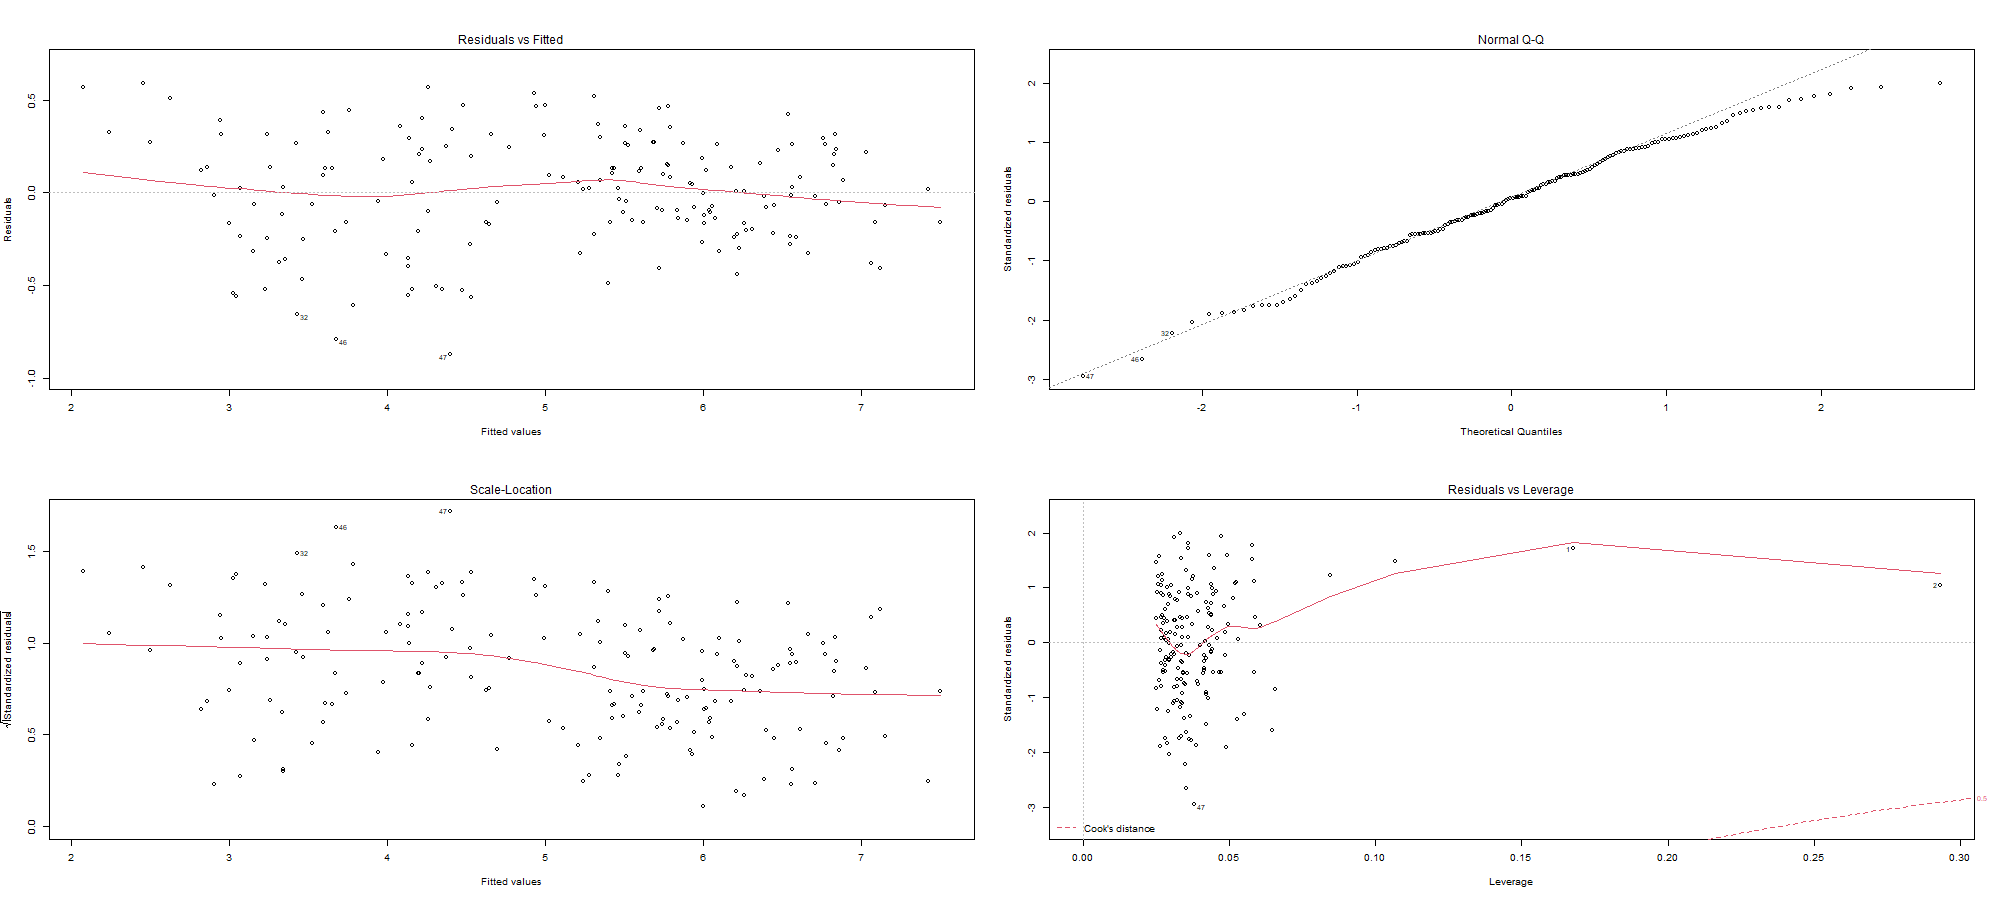 Residuals vs Fitted
Residuals
0.5
0.0
-0.5
-1.0
32
46
47
2 3 4 5 6 7
Fitted values
Normal Q-Q
Standardized residuals
2
1
0
-1
-2
-3
32
46
47
-2 -1 0 1 2
Theoretical Quantiles
Scale-Location
√|Standardized residuals|
1.5
1.0
0.5
0.0
47
46
32
2 3 4 5 6 7
Fitted values
Residuals vs Leverage
Standardized residuals
2
1
0
-1
-2
-3
1
2
47
0.5
Cook's distance
0.00 0.05 0.10 0.15 0.20 0.25 0.30
Leverage